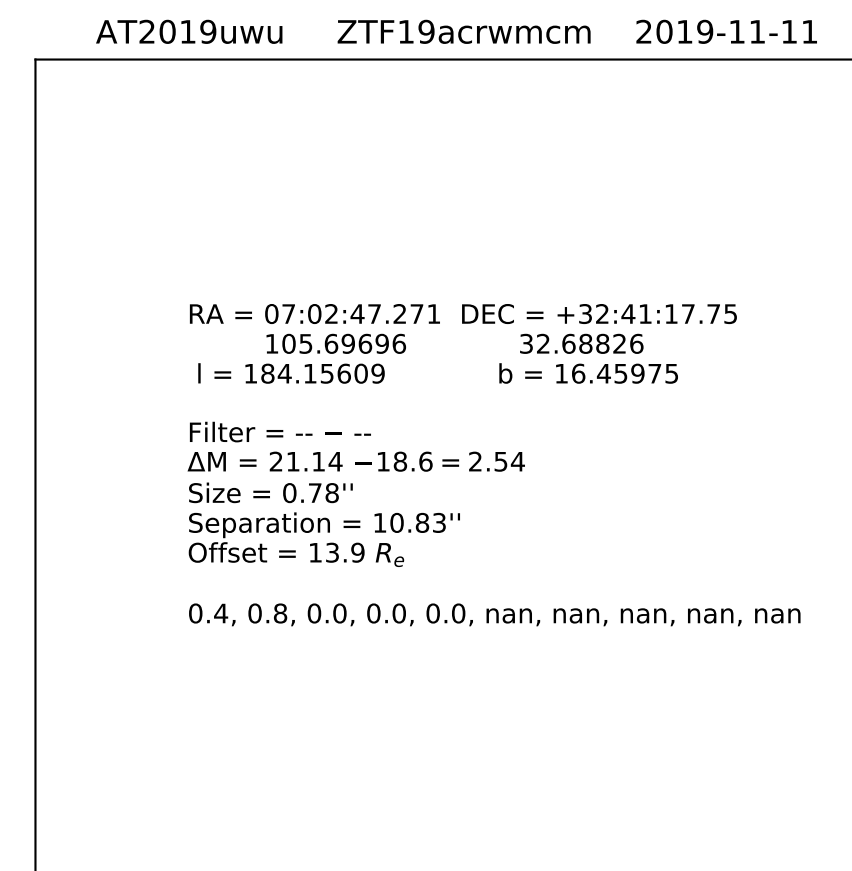 AT2019uwu ZTF19acrwmcm 2019-11-11
RA = 07:02:47.271 DEC = +32:41:17.75
105.69696 32.68826
l = 184.15609 b = 16.45975
Filter = -- − --
ΔM = 21.14 −18.6 = 2.54
Size = 0.78''
Separation = 10.83''
Offset = 13.9 Rₑ
0.4, 0.8, 0.0, 0.0, 0.0, nan, nan, nan, nan, nan